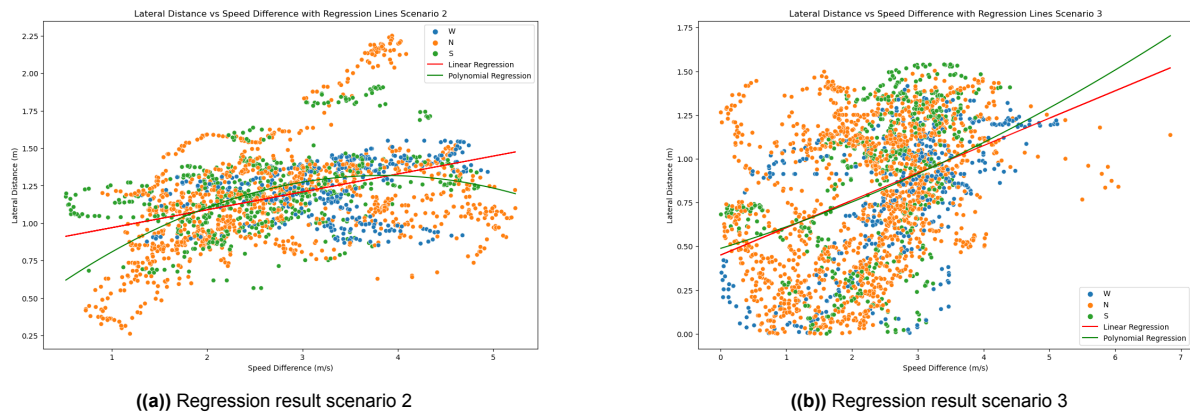 Lateral Distance vs Speed Difference with Regression Lines Scenario 2
2.25
2.00
1.75
1.50
1.25
1.00
0.75
0.50
0.25
Lateral Distance (m)
W
N
S
Linear Regression
Polynomial Regression
1 2 3 4 5
Speed Difference (m/s)
((a)) Regression result scenario 2
Lateral Distance vs Speed Difference with Regression Lines Scenario 3
1.75
1.50
1.25
1.00
0.75
0.50
0.25
0.00
Lateral Distance (m)
W
N
S
Linear Regression
Polynomial Regression
0 1 2 3 4 5 6 7
Speed Difference (m/s)
((b)) Regression result scenario 3